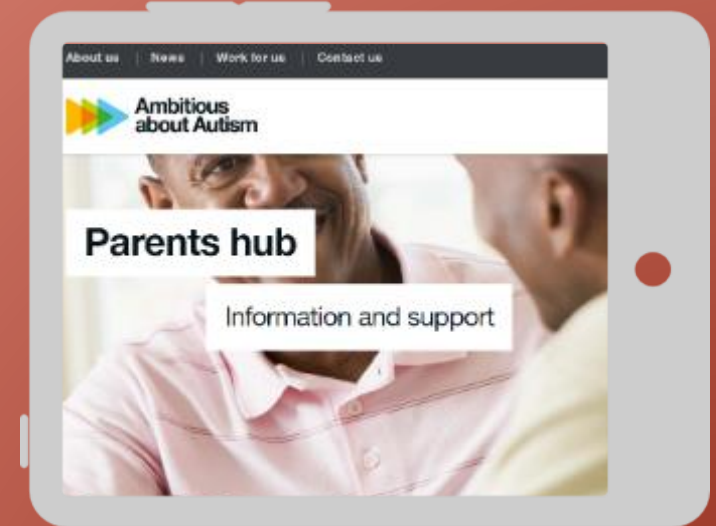 About us | News | Work for us | Contact us
Ambitious
about Autism
Parents hub
Information and support